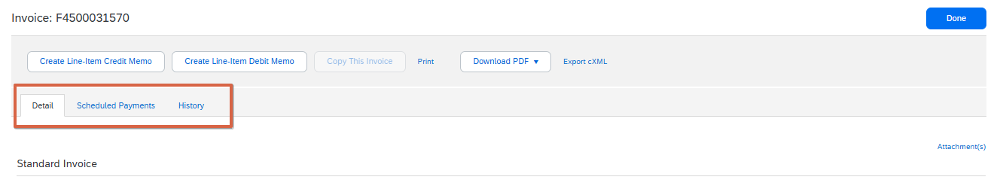 Invoice: F4500031570
Done
Create Line-Item Credit Memo
Create Line-Item Debit Memo
Copy This Invoice
Print
Download PDF
Export cXML
Detail
Scheduled Payments
History
Attachment(s)
Standard Invoice